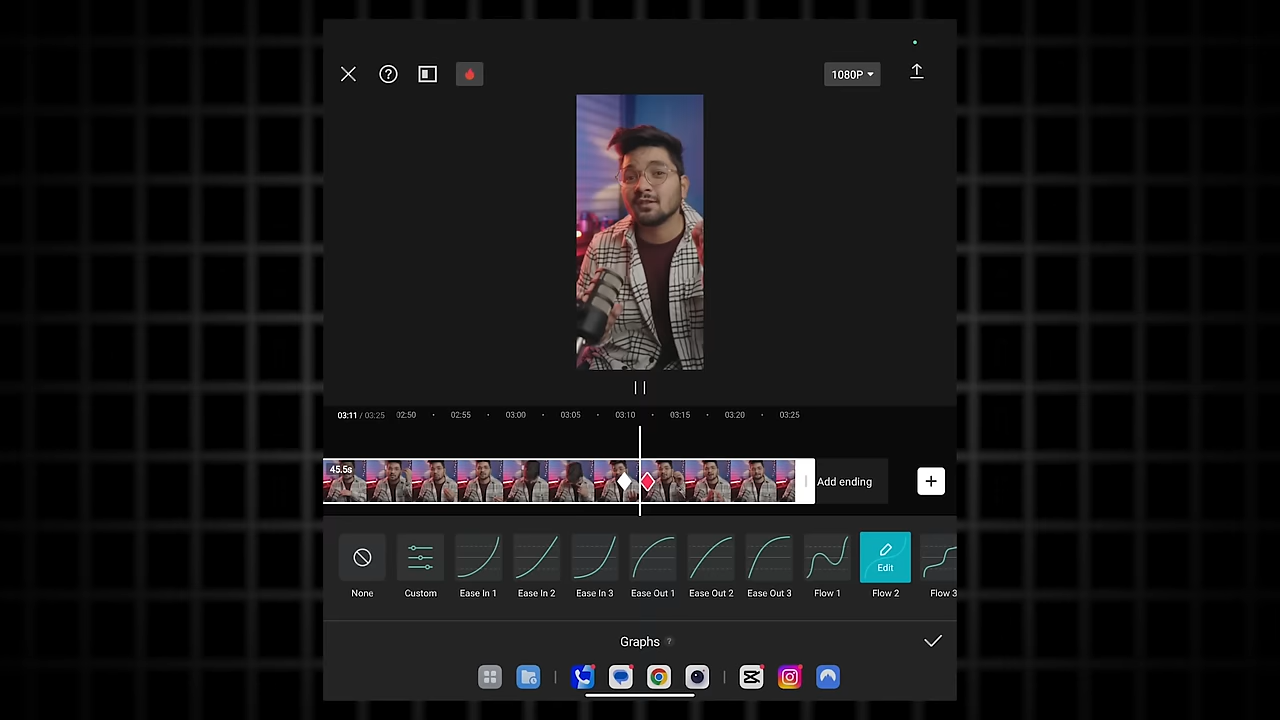 1080P
03:11 / 03:25 02:50 02:55 03:00 03:05 03:10 03:15 03:20 03:25
45.5s
Add ending
Edit
None Custom Ease In 1 Ease In 2 Ease In 3 Ease Out 1 Ease Out 2 Ease Out 3 Flow 1 Flow 2 Flow 3
Graphs ?